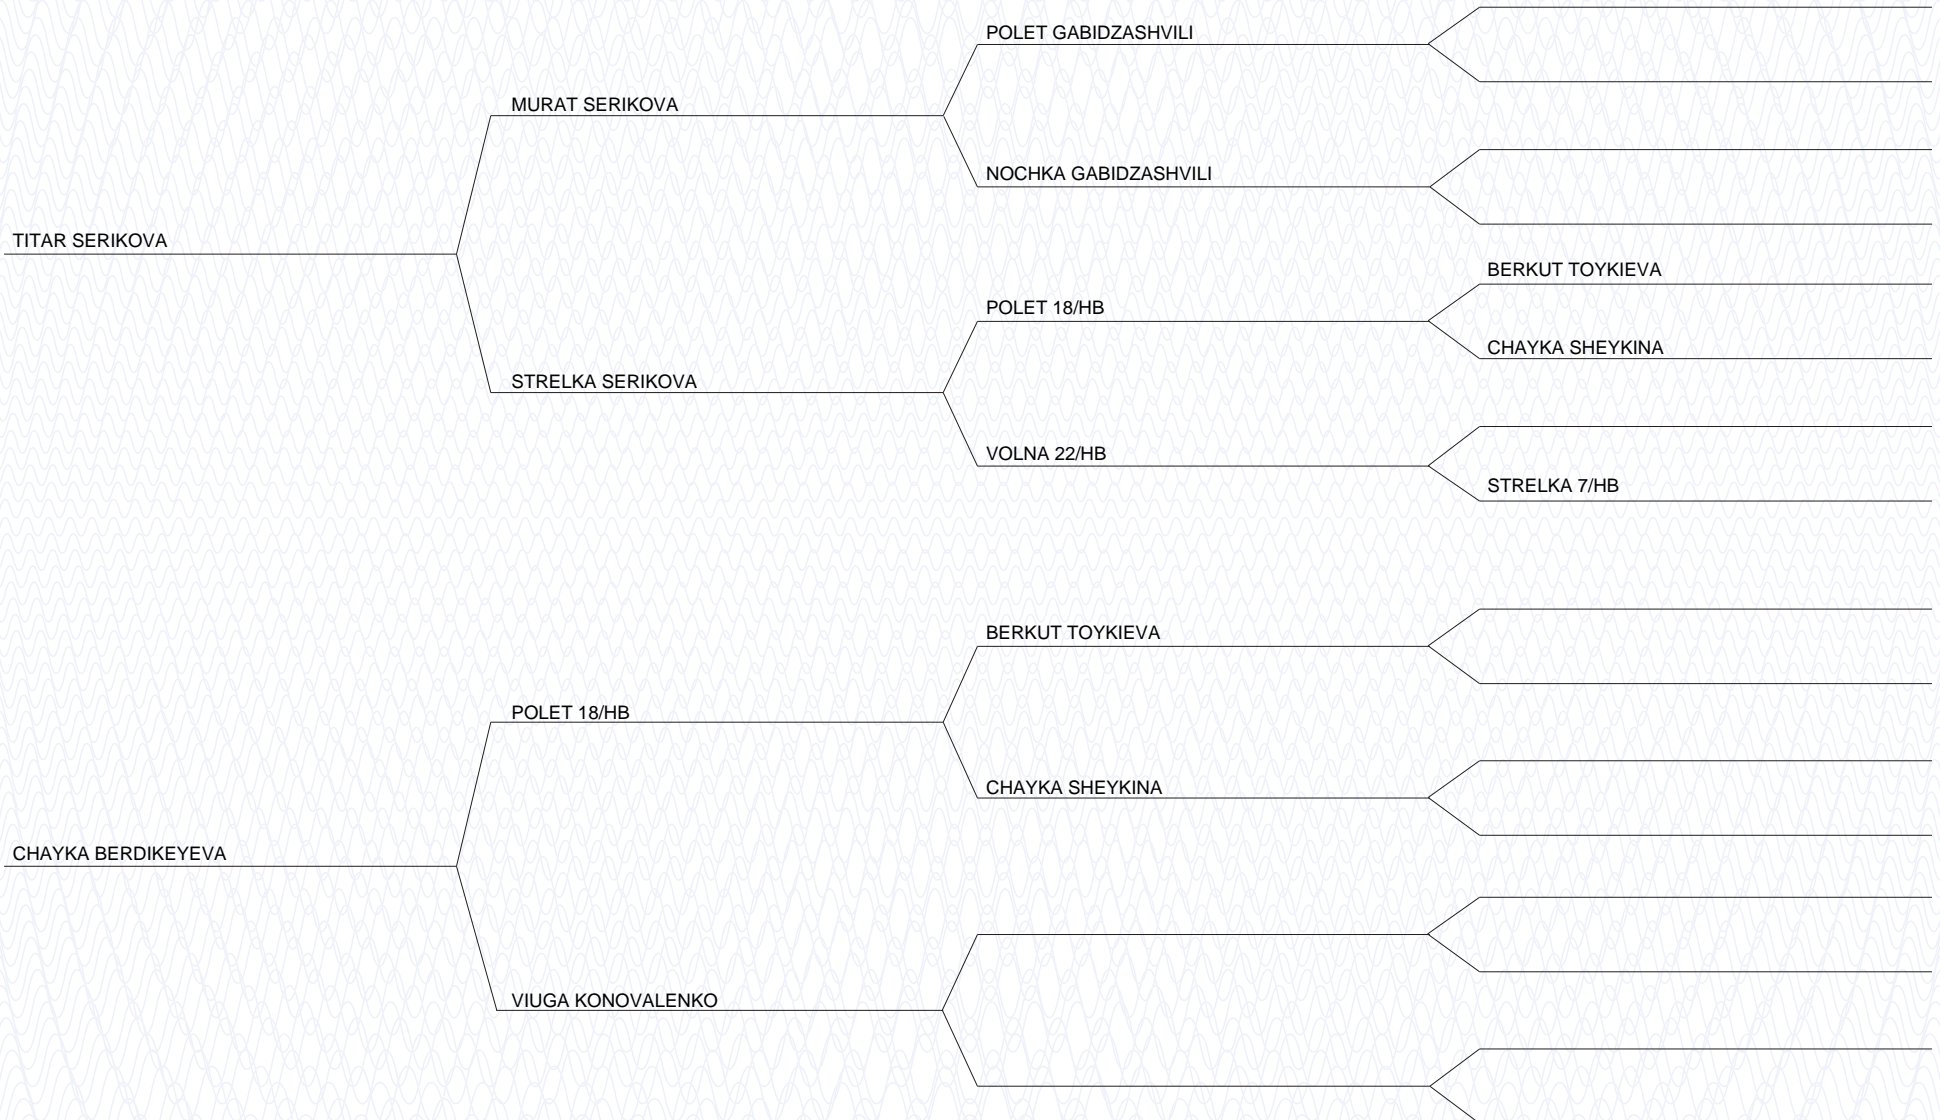 POLET GABIDZASHVILI
MURAT SERIKOVA
NOCHKA GABIDZASHVILI
TITAR SERIKOVA
BERKUT TOYKIEVA
POLET 18/HB
CHAYKA SHEYKINA
STRELKA SERIKOVA
VOLNA 22/HB
STRELKA 7/HB
BERKUT TOYKIEVA
POLET 18/HB
CHAYKA SHEYKINA
CHAYKA BERDIKEYEVA
VIUGA KONOVALENKO